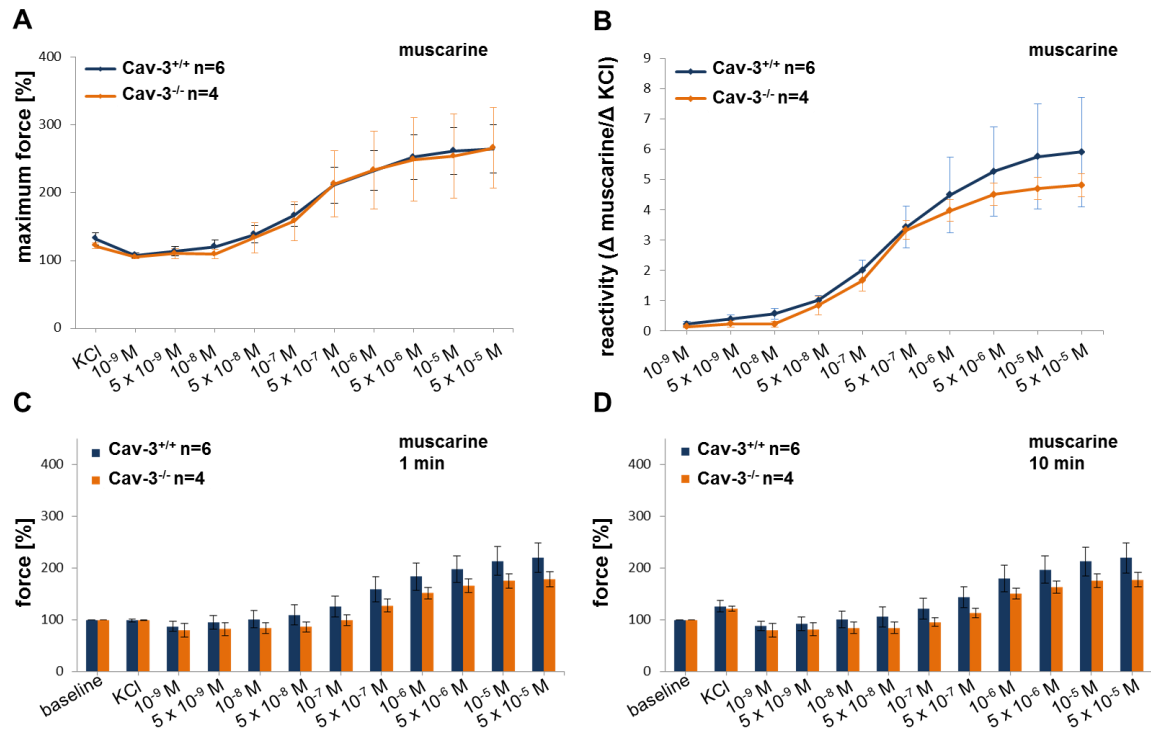 A
muscarine
Cav-3+/+ n=6
Cav-3-/- n=4
maximum force [%]
400
300
200
100
0
KCl
10-9 M
5 x 10-9 M
10-8 M
5 x 10-8 M
10-7 M
5 x 10-7 M
10-6 M
5 x 10-6 M
10-5 M
5 x 10-5 M
B
muscarine
Cav-3+/+ n=6
Cav-3-/- n=4
reactivity (Δ muscarine/Δ KCl)
9
8
7
6
5
4
3
2
1
0
10-9 M
5 x 10-9 M
10-8 M
5 x 10-8 M
10-7 M
5 x 10-7 M
10-6 M
5 x 10-6 M
10-5 M
5 x 10-5 M
C
muscarine
1 min
Cav-3+/+ n=6
Cav-3-/- n=4
force [%]
400
300
200
100
0
baseline
KCl
10-9 M
5 x 10-9 M
10-8 M
5 x 10-8 M
10-7 M
5 x 10-7 M
10-6 M
5 x 10-6 M
10-5 M
5 x 10-5 M
D
muscarine
10 min
Cav-3+/+ n=6
Cav-3-/- n=4
force [%]
400
300
200
100
0
baseline
KCl
10-9 M
5 x 10-9 M
10-8 M
5 x 10-8 M
10-7 M
5 x 10-7 M
10-6 M
5 x 10-6 M
10-5 M
5 x 10-5 M